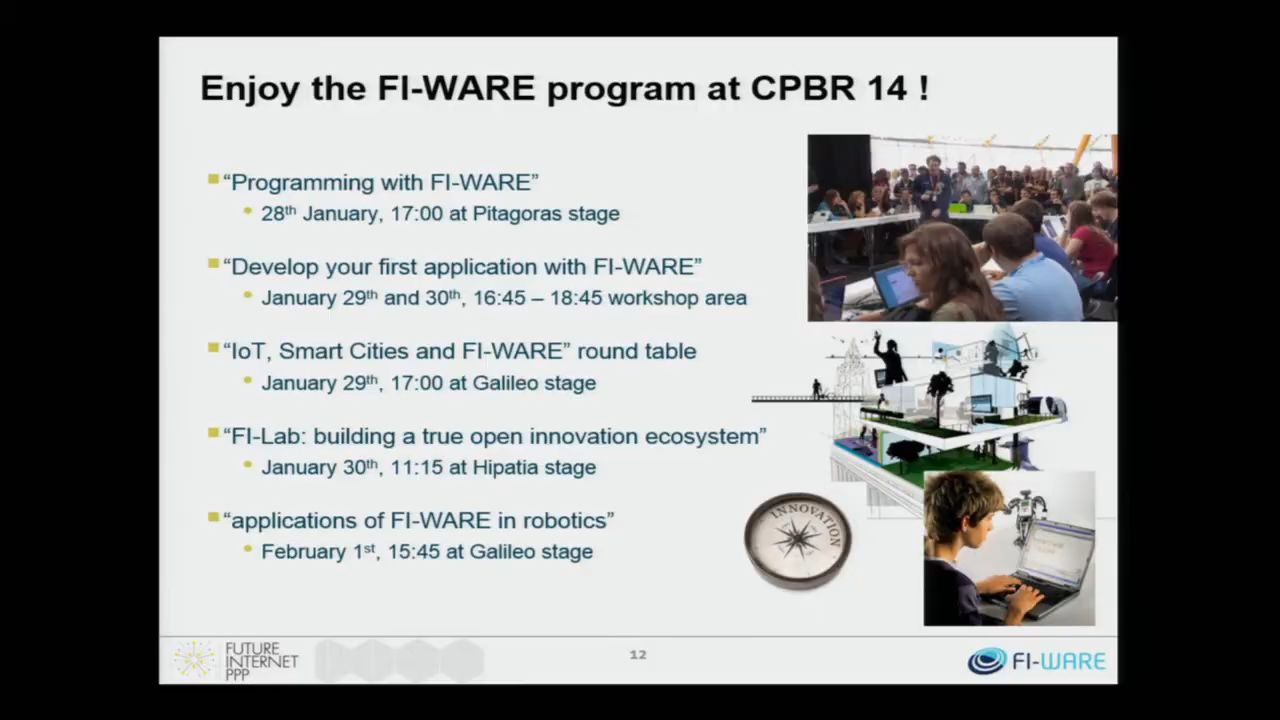 Enjoy the FI-WARE program at CPBR 14 !
“Programming with FI-WARE”
28th January, 17:00 at Pitagoras stage
“Develop your first application with FI-WARE”
January 29th and 30th, 16:45 – 18:45 workshop area
“IoT, Smart Cities and FI-WARE” round table
January 29th, 17:00 at Galileo stage
“FI-Lab: building a true open innovation ecosystem”
January 30th, 11:15 at Hipatia stage
“applications of FI-WARE in robotics”
February 1st, 15:45 at Galileo stage
INNOVATION
FUTURE
INTERNET
PPP
12
FI-WARE